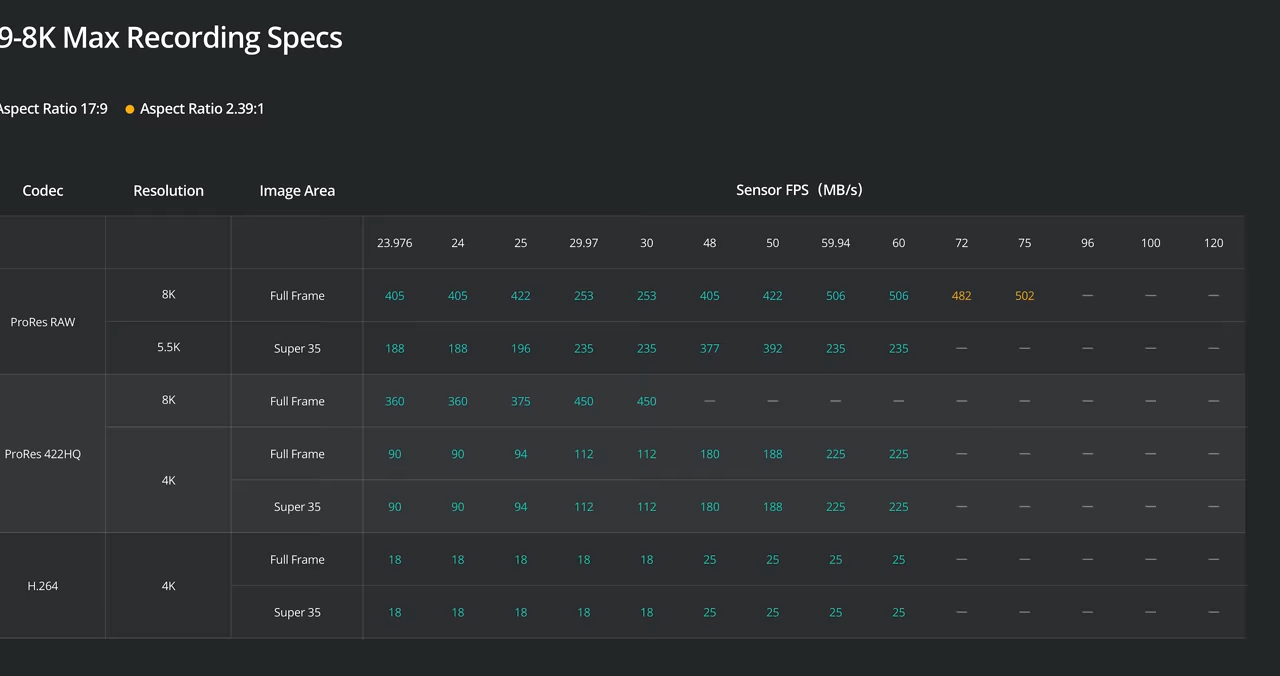 9-8K Max Recording Specs
Aspect Ratio 17:9 Aspect Ratio 2.39:1
Codec Resolution Image Area Sensor FPS (MB/s)
23.976 24 25 29.97 30 48 50 59.94 60 72 75 96 100 120
ProRes RAW 8K Full Frame 405 405 422 253 253 405 422 506 506 482 502 — — —
5.5K Super 35 188 188 196 235 235 377 392 235 235 — — — — —
ProRes 422HQ 8K Full Frame 360 360 375 450 450 — — — — — — — — —
4K Full Frame 90 90 94 112 112 180 188 225 225 — — — — —
Super 35 90 90 94 112 112 180 188 225 225 — — — — —
H.264 4K Full Frame 18 18 18 18 18 25 25 25 25 — — — — —
Super 35 18 18 18 18 18 25 25 25 25 — — — — —